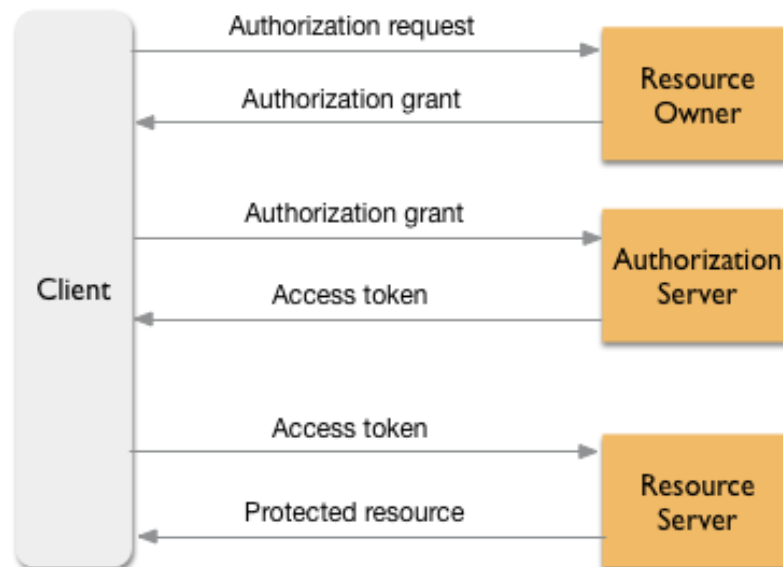 Authorization request
Resource
Owner
Authorization grant
Authorization grant
Client
Authorization
Server
Access token
Access token
Resource
Server
Protected resource